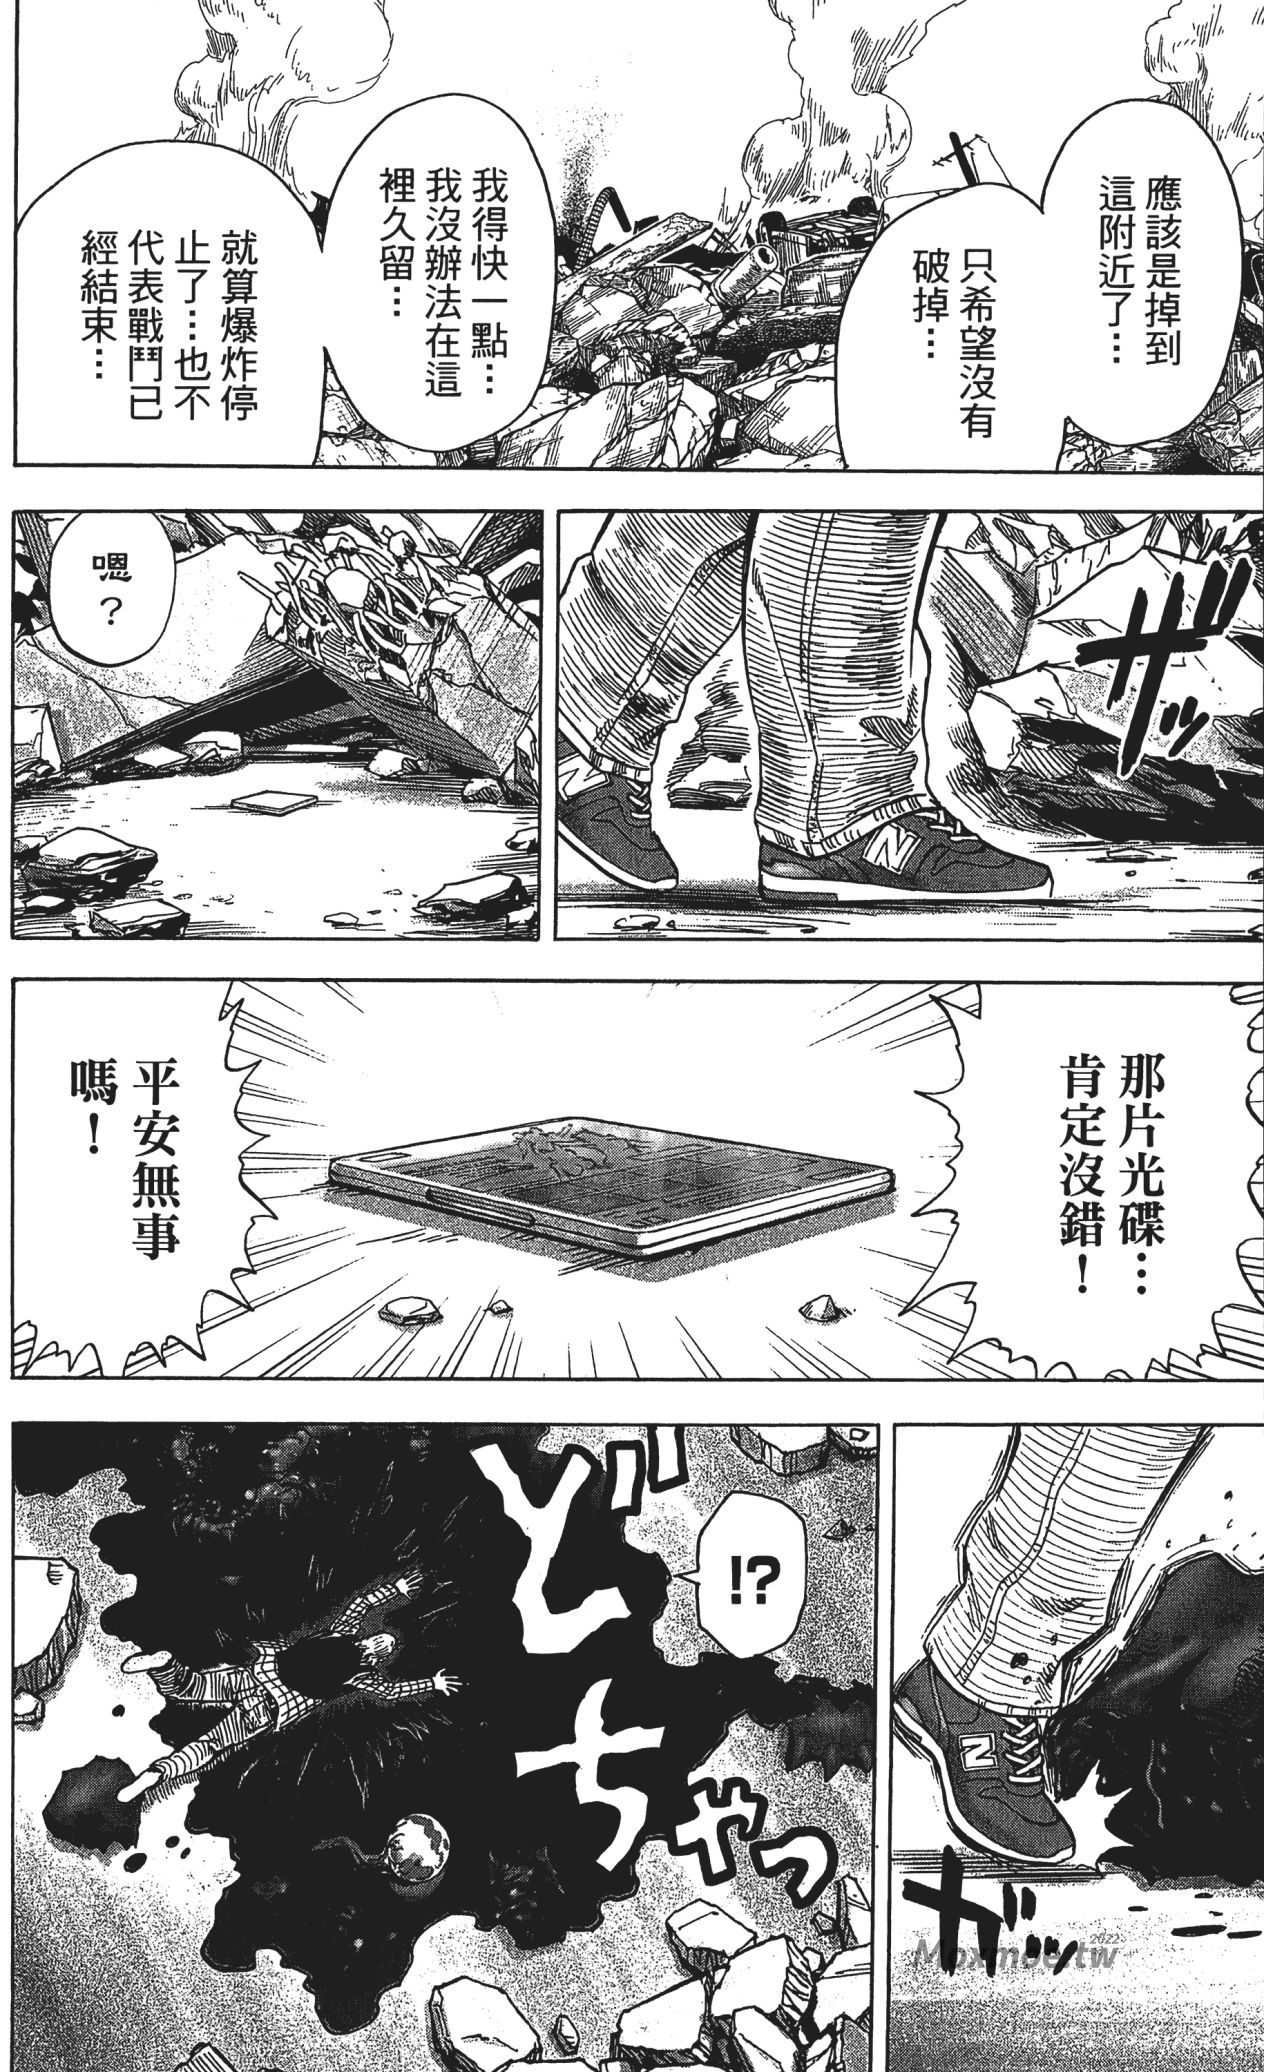 應該是掉到
這附近了…
只希望沒有
破掉…
我得快一點…
我沒辦法在這
裡久留…
就算爆炸停
止了…也不
代表戰鬥已
經結束…
ザッ
嗯？
那片光碟…
肯定沒錯！
平安無事
嗎！
N
N
ガッ
N
!?
どちゃっ
2022
Moxmoe.tw